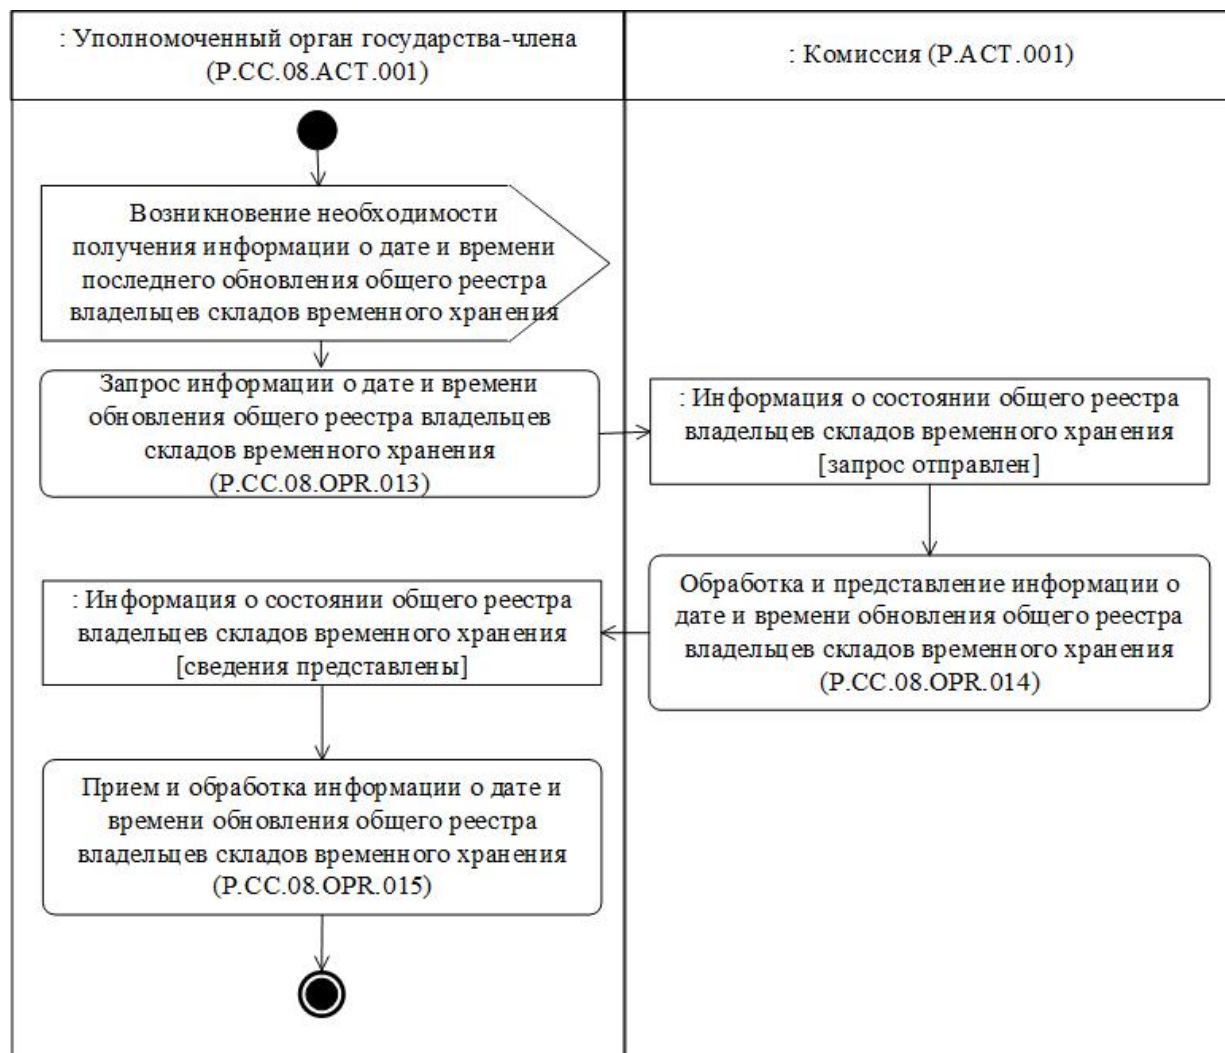 : Уполномоченный орган государства-члена
(P.CC.08.ACT.001)
: Комиссия (P.ACT.001)
Возникновение необходимости
получения информации о дате и времени
последнего обновления общего реестра
владельцев складов временного хранения
Запрос информации о дате и времени
обновления общего реестра владельцев
складов временного хранения
(P.CC.08.OPR.013)
: Информация о состоянии общего реестра
владельцев складов временного хранения
[запрос отправлен]
Обработка и представление информации о
дате и времени обновления общего реестра
владельцев складов временного хранения
(P.CC.08.OPR.014)
: Информация о состоянии общего реестра
владельцев складов временного хранения
[сведения представлены]
Прием и обработка информации о дате и
времени обновления общего реестра
владельцев складов временного хранения
(P.CC.08.OPR.015)